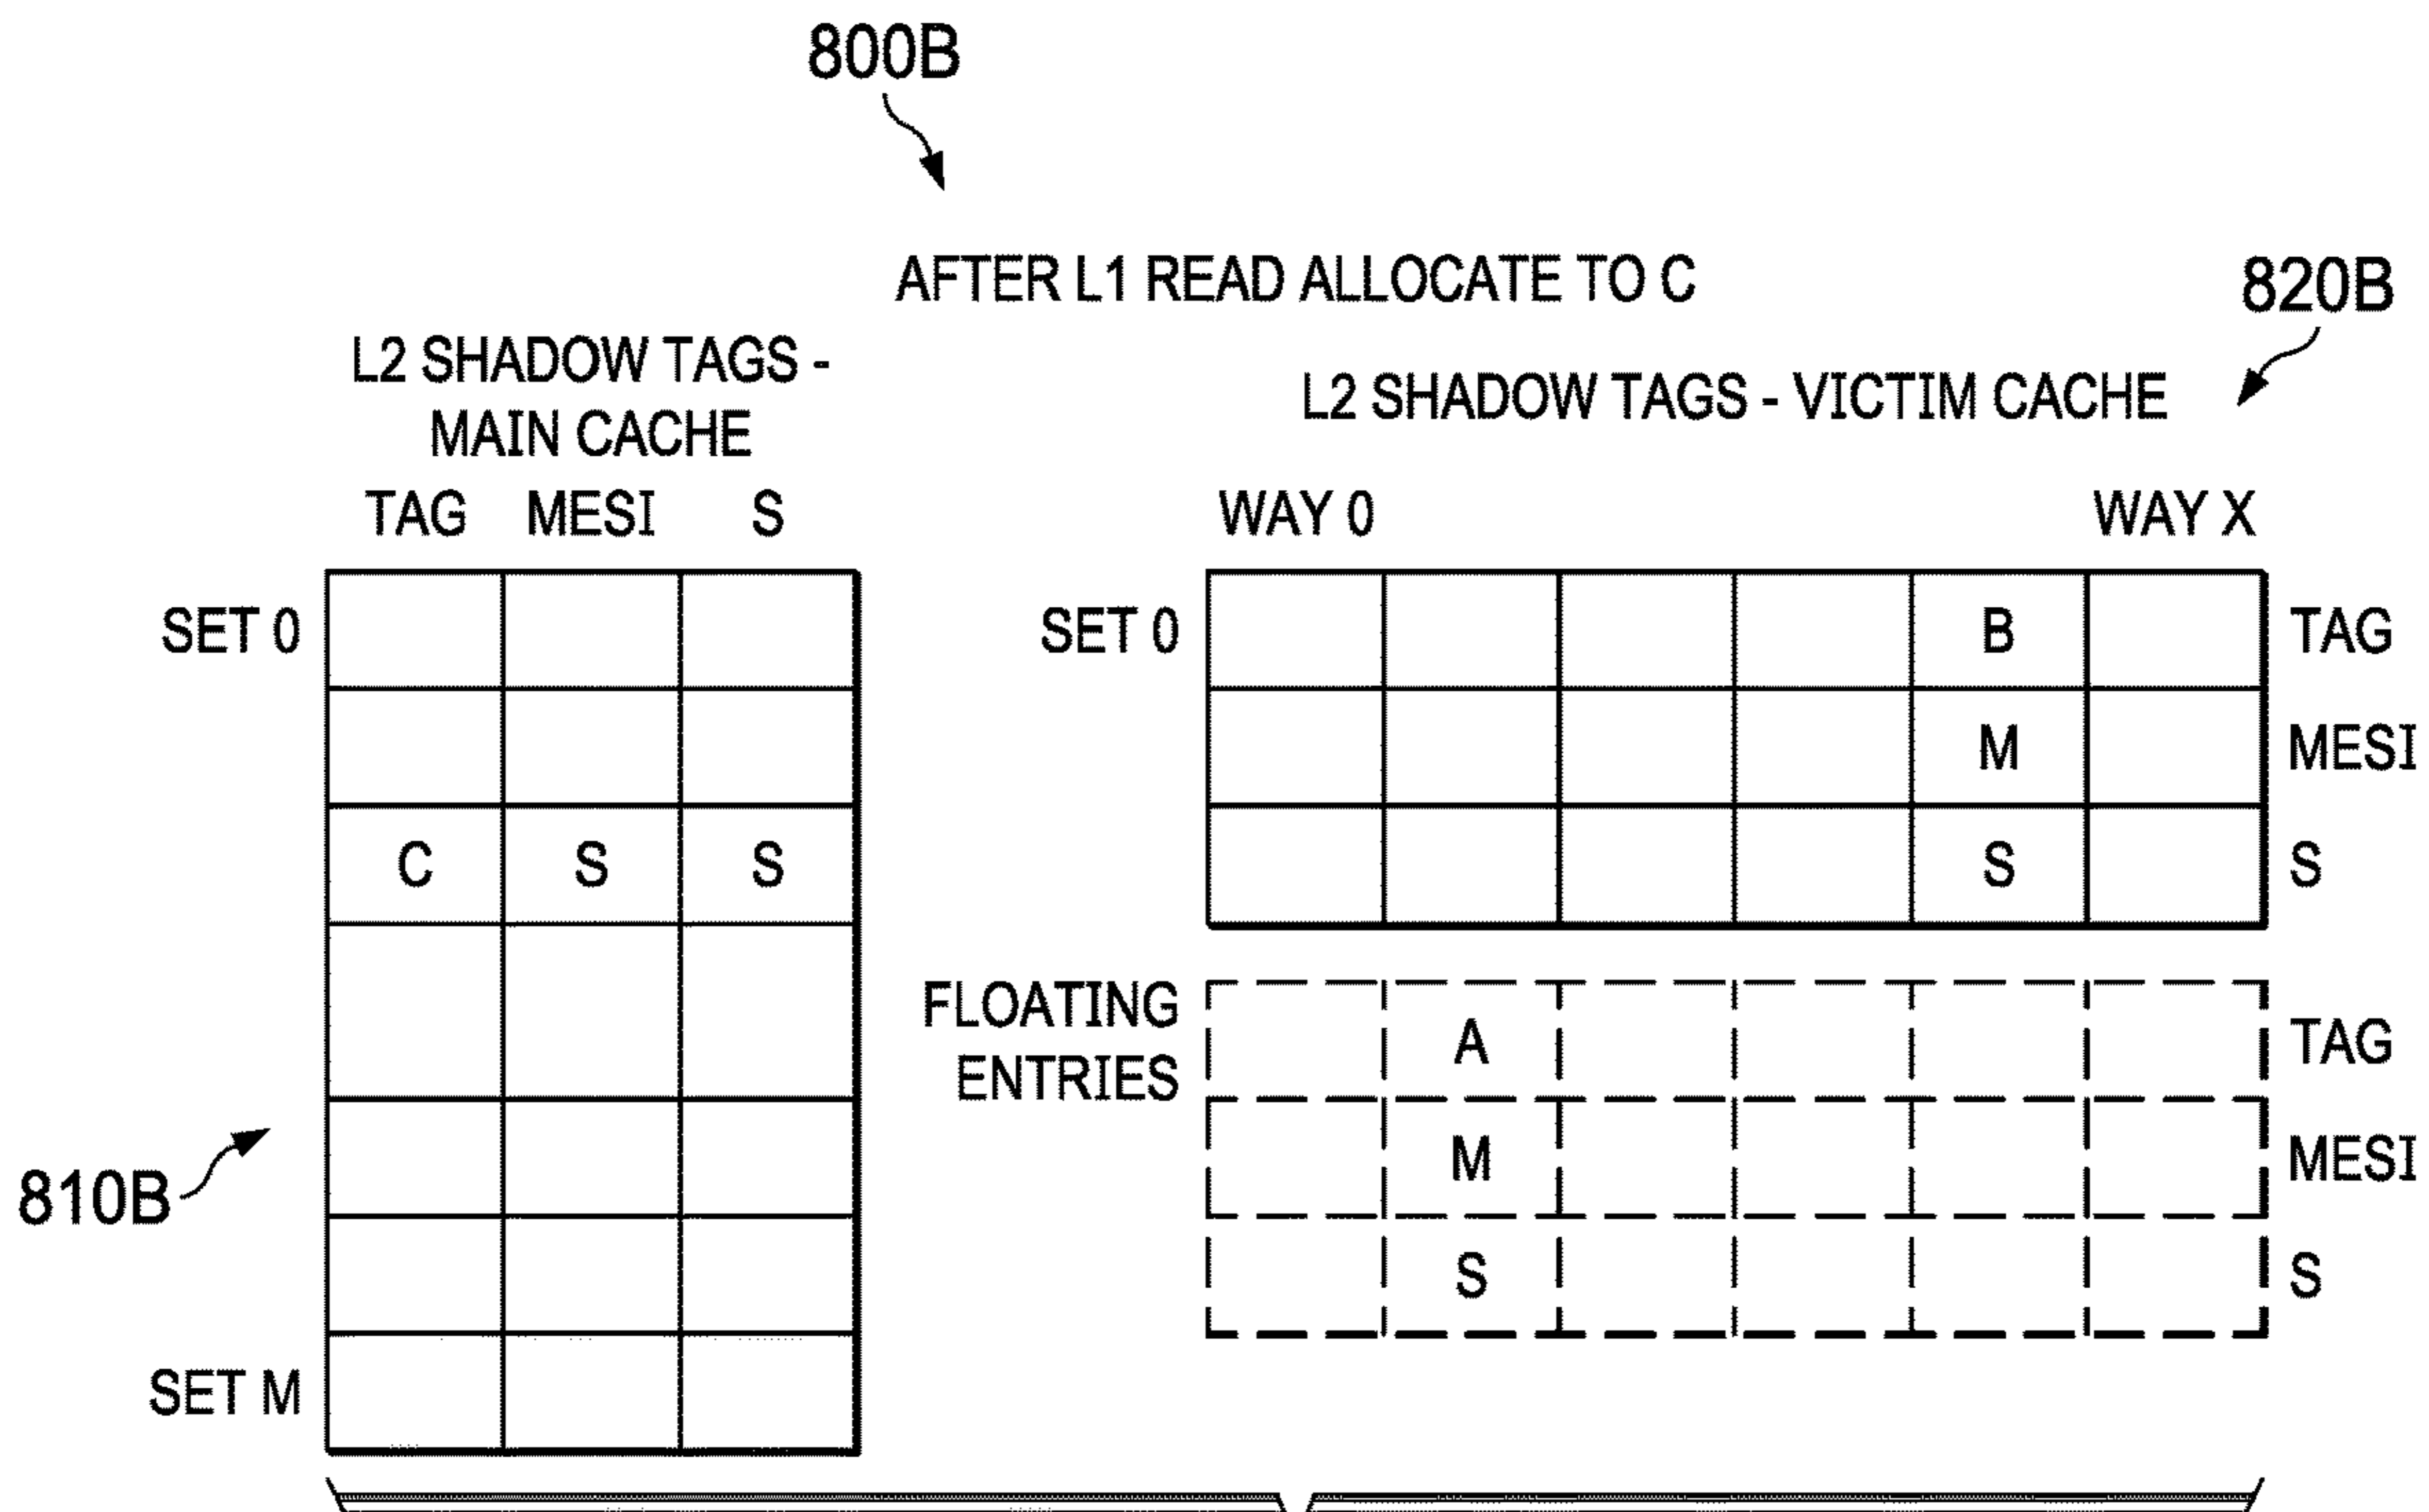 800B
AFTER L1 READ ALLOCATE TO C
820B
L2 SHADOW TAGS -
MAIN CACHE
TAG MESI S
SET 0
C S S
SET M
810B
L2 SHADOW TAGS - VICTIM CACHE
WAY 0 WAY X
SET 0 B TAG
M MESI
S S
FLOATING
ENTRIES
A TAG
M MESI
S S